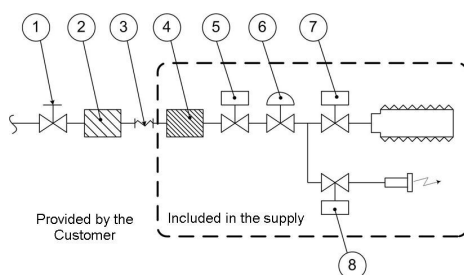 1
2
3
4
5
6
7
Provided by the
Customer
Included in the supply
8